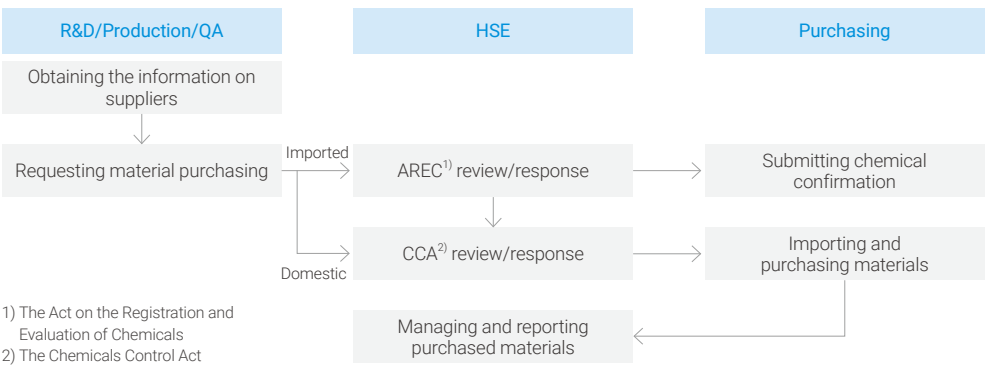 R&D/Production/QA
HSE
Purchasing
Obtaining the information on
suppliers
Requesting material purchasing
Imported
AREC1) review/response
Submitting chemical
confirmation
Domestic
CCA2) review/response
Importing and
purchasing materials
Managing and reporting
purchased materials
1) The Act on the Registration and
Evaluation of Chemicals
2) The Chemicals Control Act